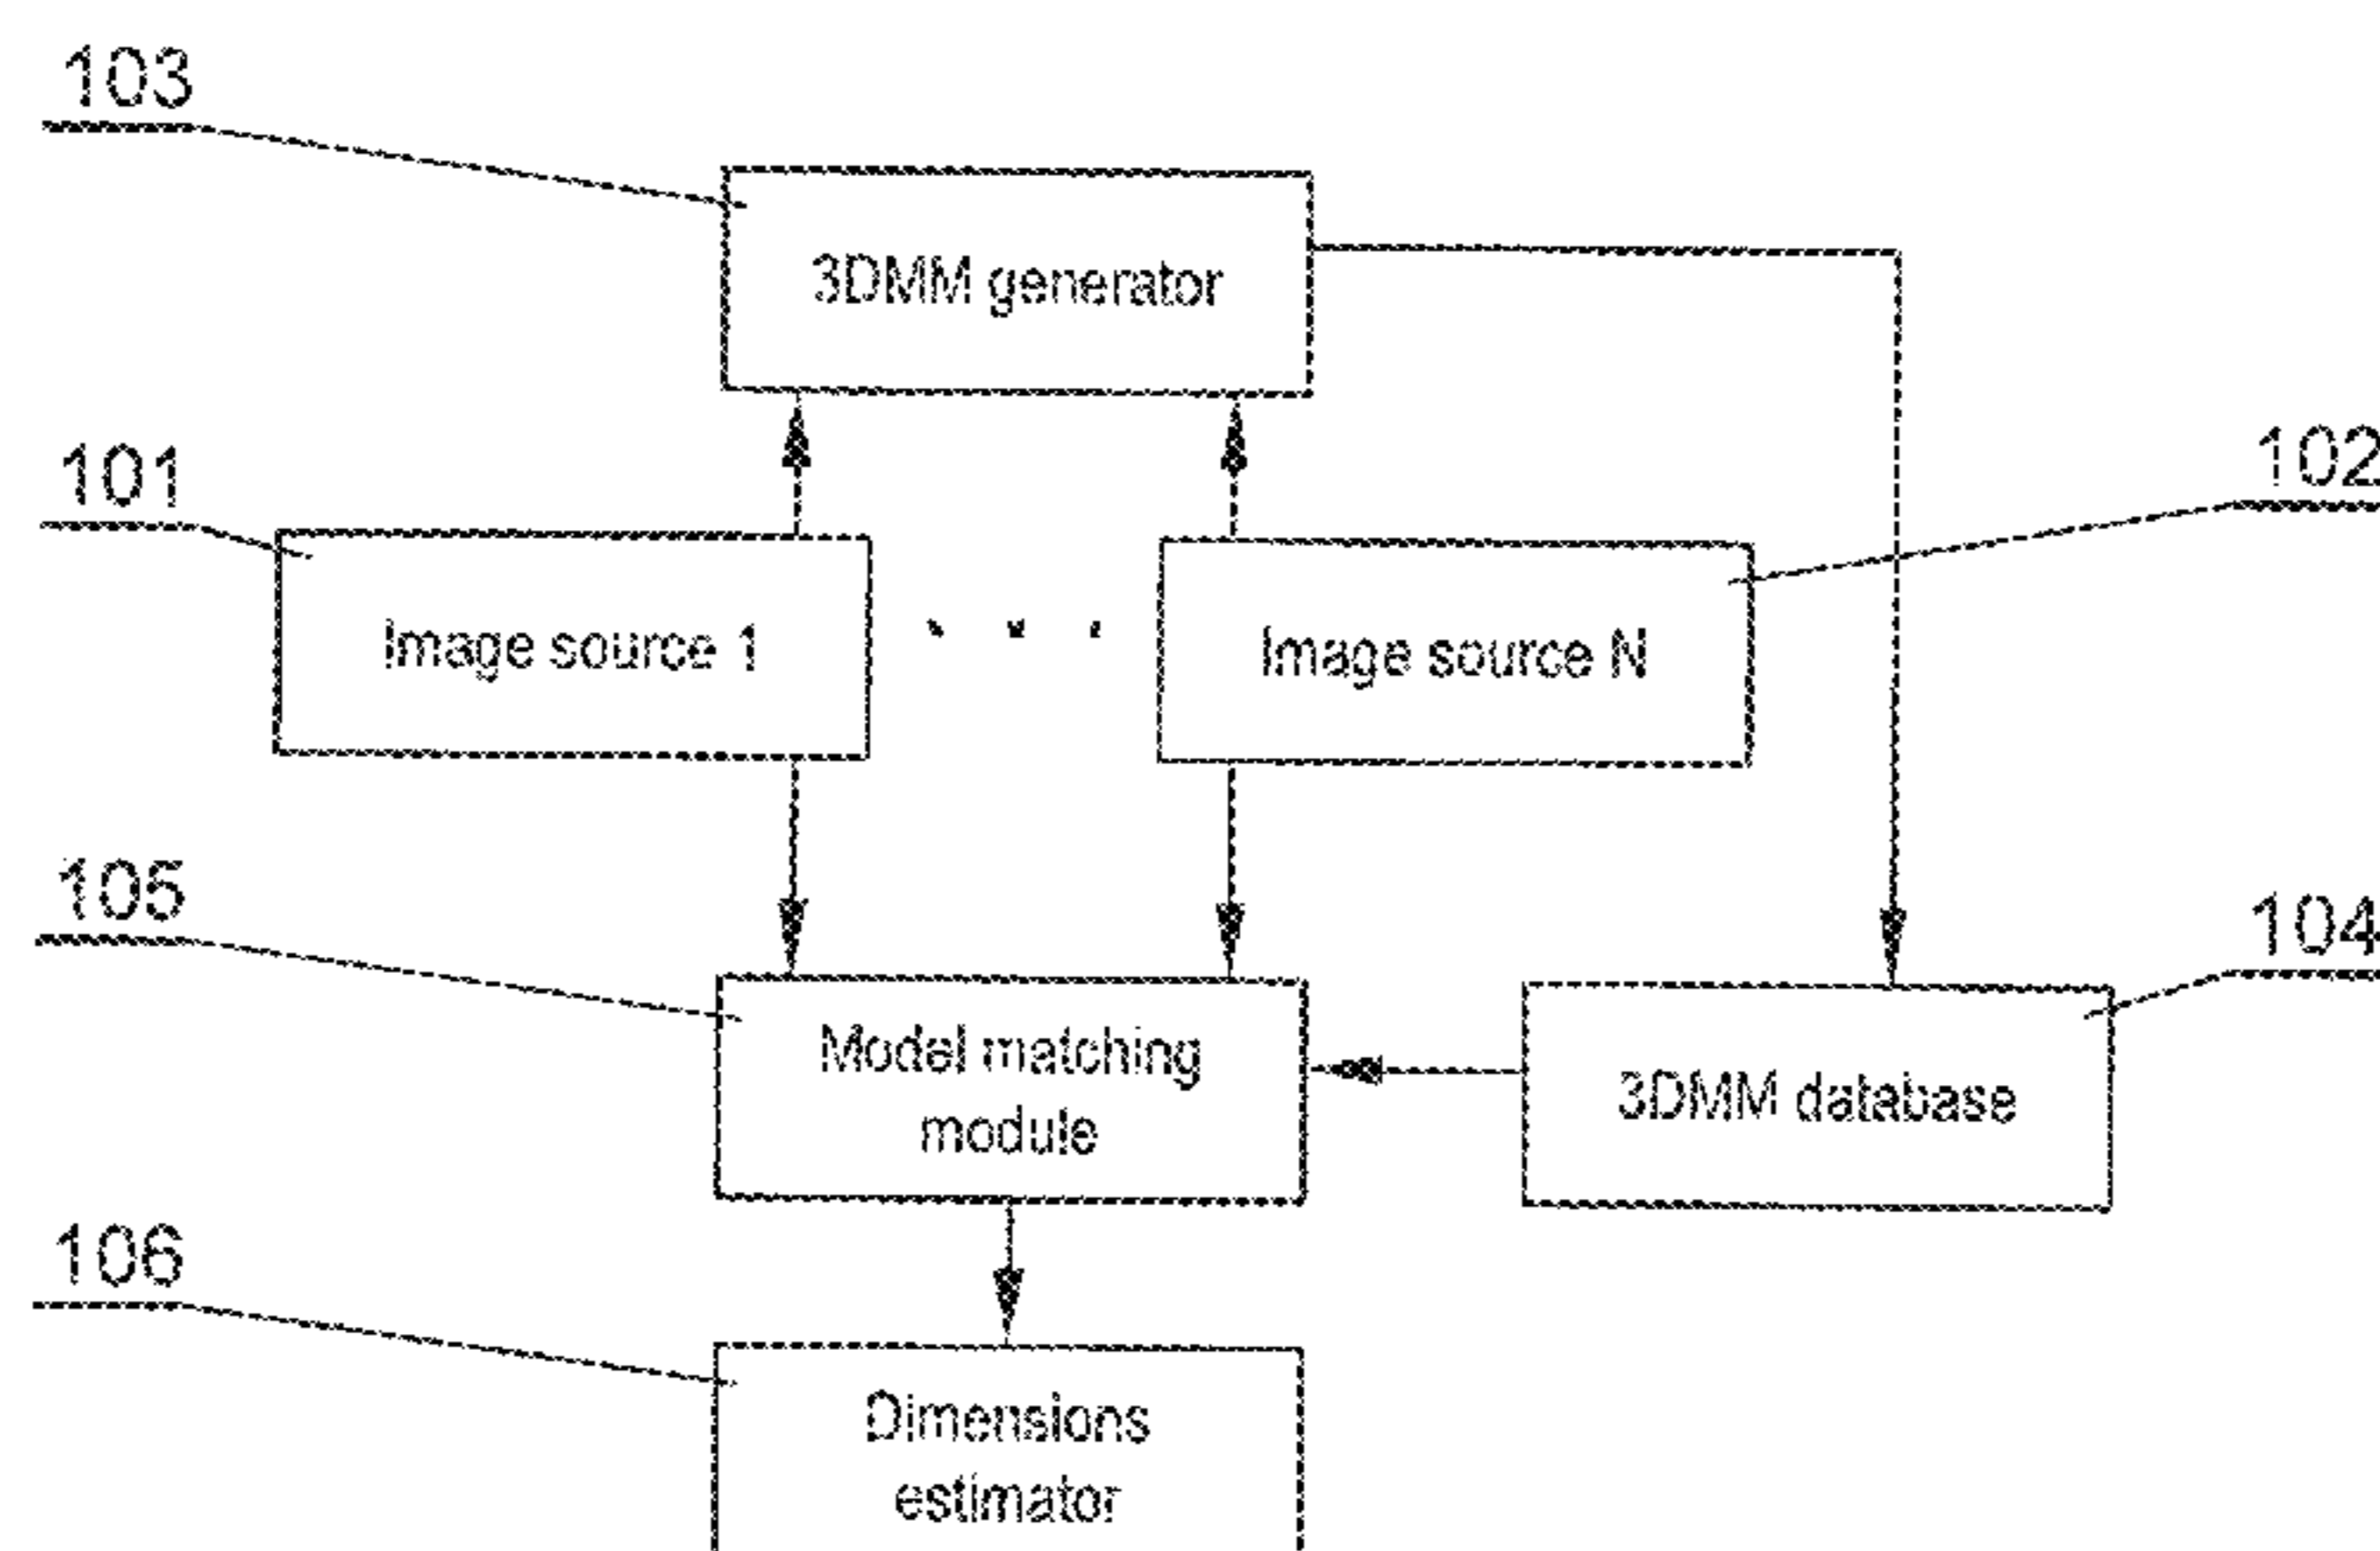 103
3DMM generator
101
102
Image source 1
. . .
Image source N
105
104
Model matching
module
3DMM database
106
Dimensions
estimator